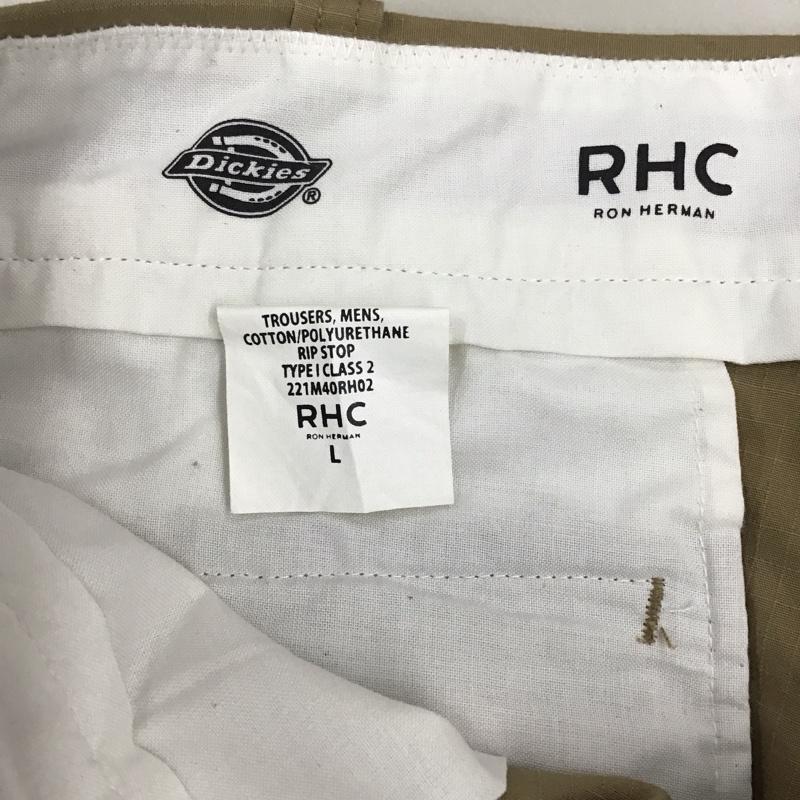 Dickies®
RHC
RON HERMAN
TROUSERS, MENS,
COTTON/POLYURETHANE
RIP STOP
TYPE I CLASS 2
221M40RH02
RHC
RON HERMAN
L